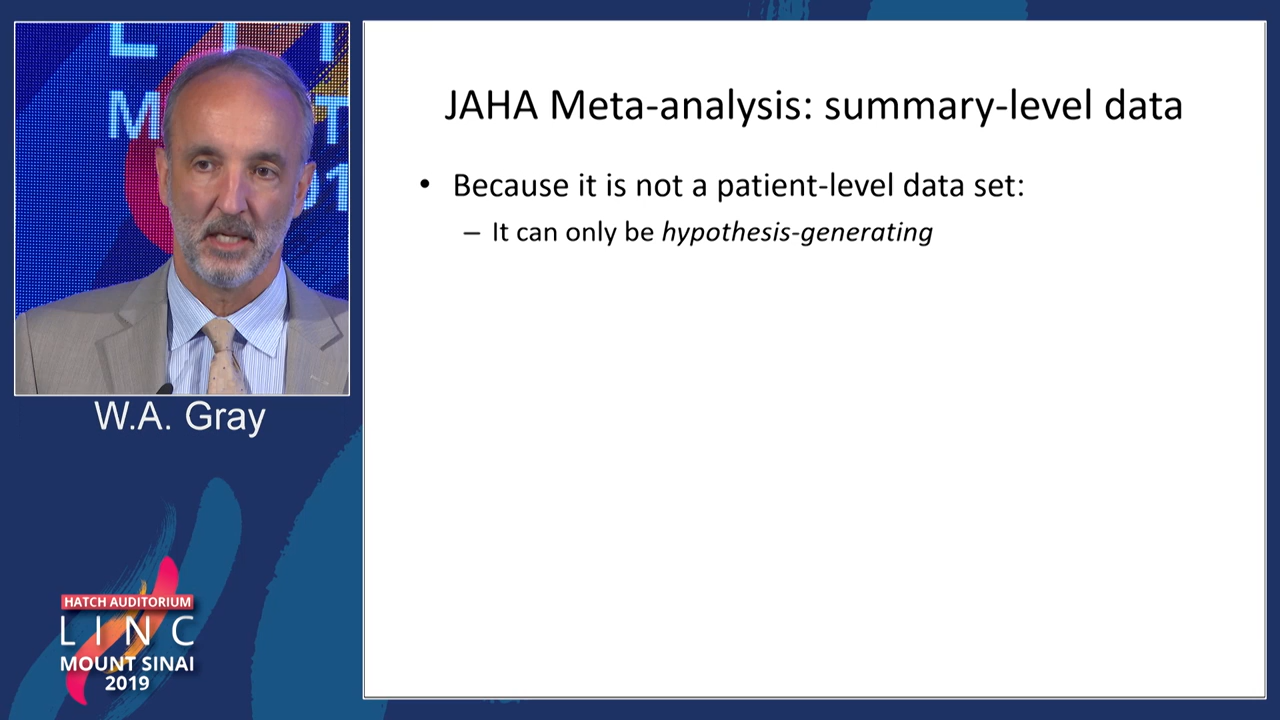 JAHA Meta-analysis: summary-level data
• Because it is not a patient-level data set:
– It can only be hypothesis-generating
W.A. Gray
HATCH AUDITORIUM
LINC
MOUNT SINAI
2019